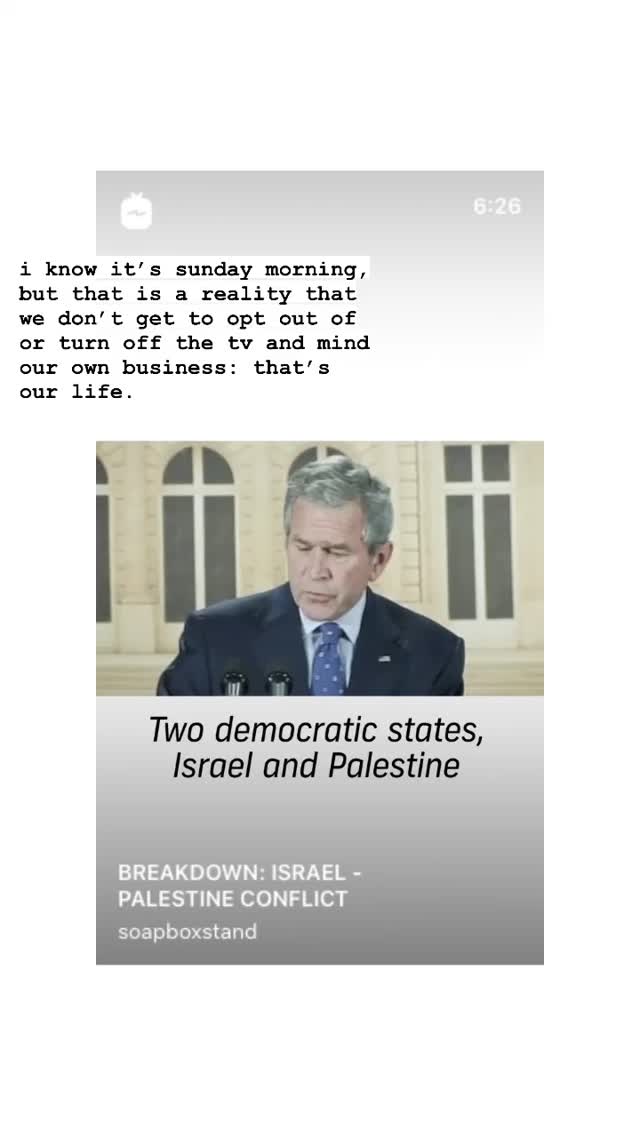 6:26
i know it’s sunday morning,
but that is a reality that
we don’t get to opt out of
or turn off the tv and mind
our own business: that’s
our life.
Two democratic states,
Israel and Palestine
BREAKDOWN: ISRAEL -
PALESTINE CONFLICT
soapboxstand